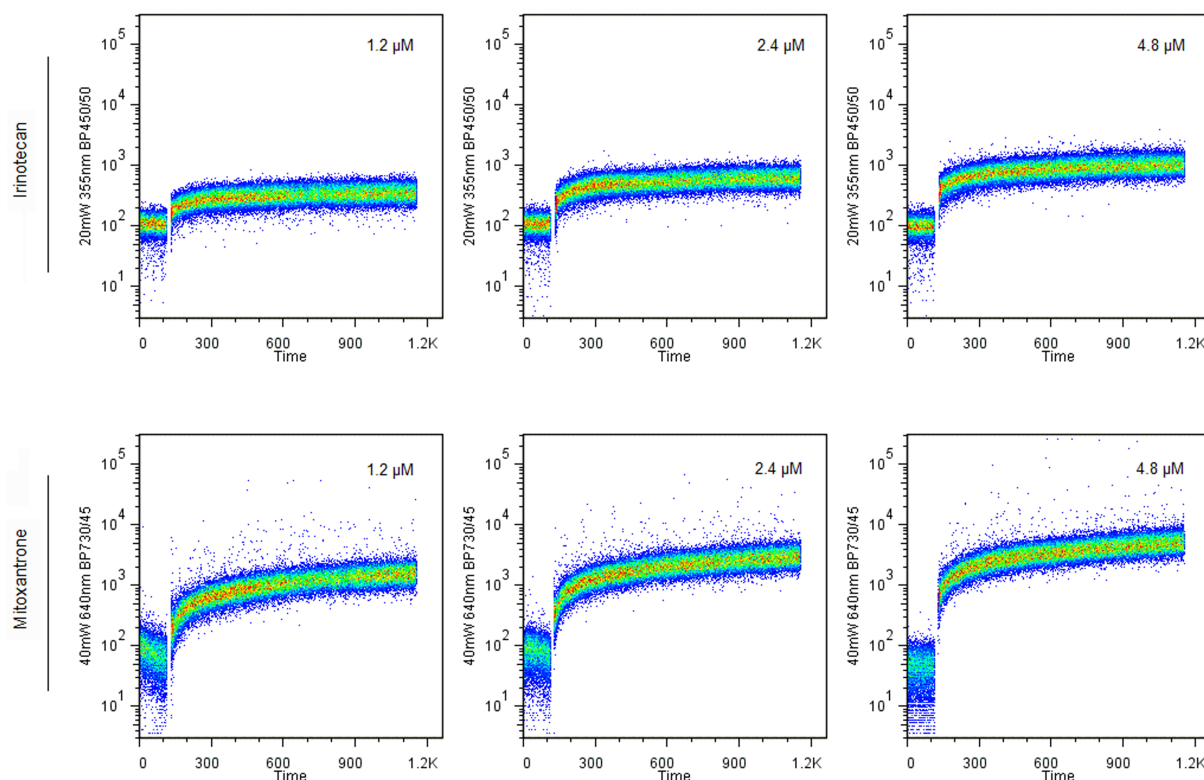 Irinotecan
20mW 355nm BP450/50
10^5
10^4
10^3
10^2
10^1
1.2 µM
0 300 600 900 1.2K
Time
20mW 355nm BP450/50
10^5
10^4
10^3
10^2
10^1
2.4 µM
0 300 600 900 1.2K
Time
20mW 355nm BP450/50
10^5
10^4
10^3
10^2
10^1
4.8 µM
0 300 600 900 1.2K
Time
Mitoxantrone
40mW 640nm BP730/45
10^5
10^4
10^3
10^2
10^1
1.2 µM
0 300 600 900 1.2K
Time
40mW 640nm BP730/45
10^5
10^4
10^3
10^2
10^1
2.4 µM
0 300 600 900 1.2K
Time
40mW 640nm BP730/45
10^5
10^4
10^3
10^2
10^1
4.8 µM
0 300 600 900 1.2K
Time